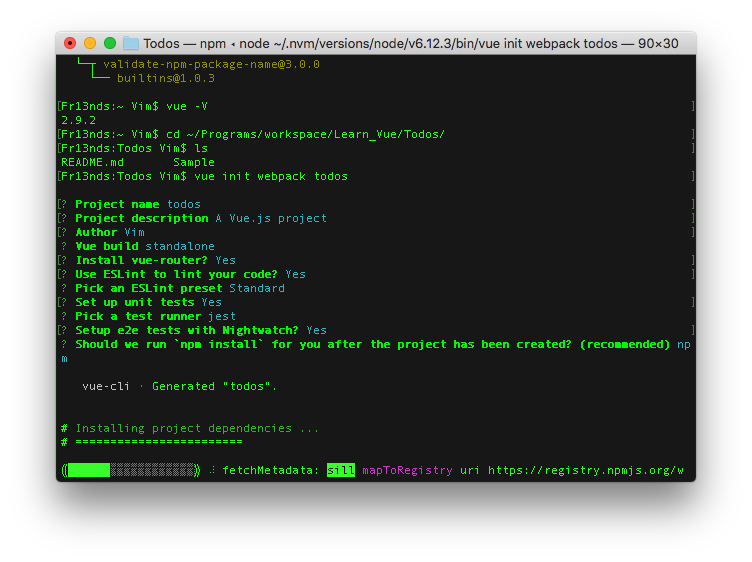 Todos — npm ◂ node ~/.nvm/versions/node/v6.12.3/bin/vue init webpack todos — 90×30
└─┬ validate-npm-package-name@3.0.0
└── builtins@1.0.3
[Fr13nds:~ Vim$ vue -V ]
2.9.2
[Fr13nds:~ Vim$ cd ~/Programs/workspace/Learn_Vue/Todos/ ]
[Fr13nds:Todos Vim$ ls ]
README.md Sample
[Fr13nds:Todos Vim$ vue init webpack todos ]
[? Project name todos ]
[? Project description A Vue.js project ]
[? Author Vim ]
? Vue build standalone
[? Install vue-router? Yes ]
[? Use ESLint to lint your code? Yes ]
? Pick an ESLint preset Standard
[? Set up unit tests Yes ]
? Pick a test runner jest
[? Setup e2e tests with Nightwatch? Yes ]
? Should we run `npm install` for you after the project has been created? (recommended) np
m
vue-cli · Generated "todos".
# Installing project dependencies ...
# ========================
(██████░░░░░░░░░░░░) ⠼ fetchMetadata: sill mapToRegistry uri https://registry.npmjs.org/w